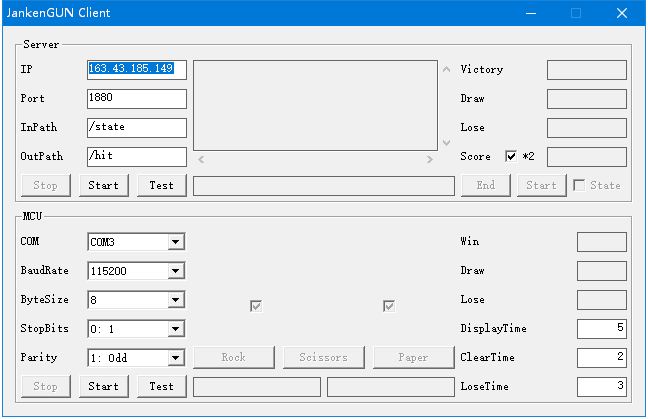 JankenGUN Client
Server
IP 163.43.185.149 Victory
Port 1880 Draw
InPath /state Lose
OutPath /hit Score *2
Stop Start Test End Start State
MCU
COM COM3 Win
BaudRate 115200 Draw
ByteSize 8 Lose
StopBits 0: 1 DisplayTime 5
Parity 1: Odd Rock Scissors Paper ClearTime 2
Stop Start Test LoseTime 3